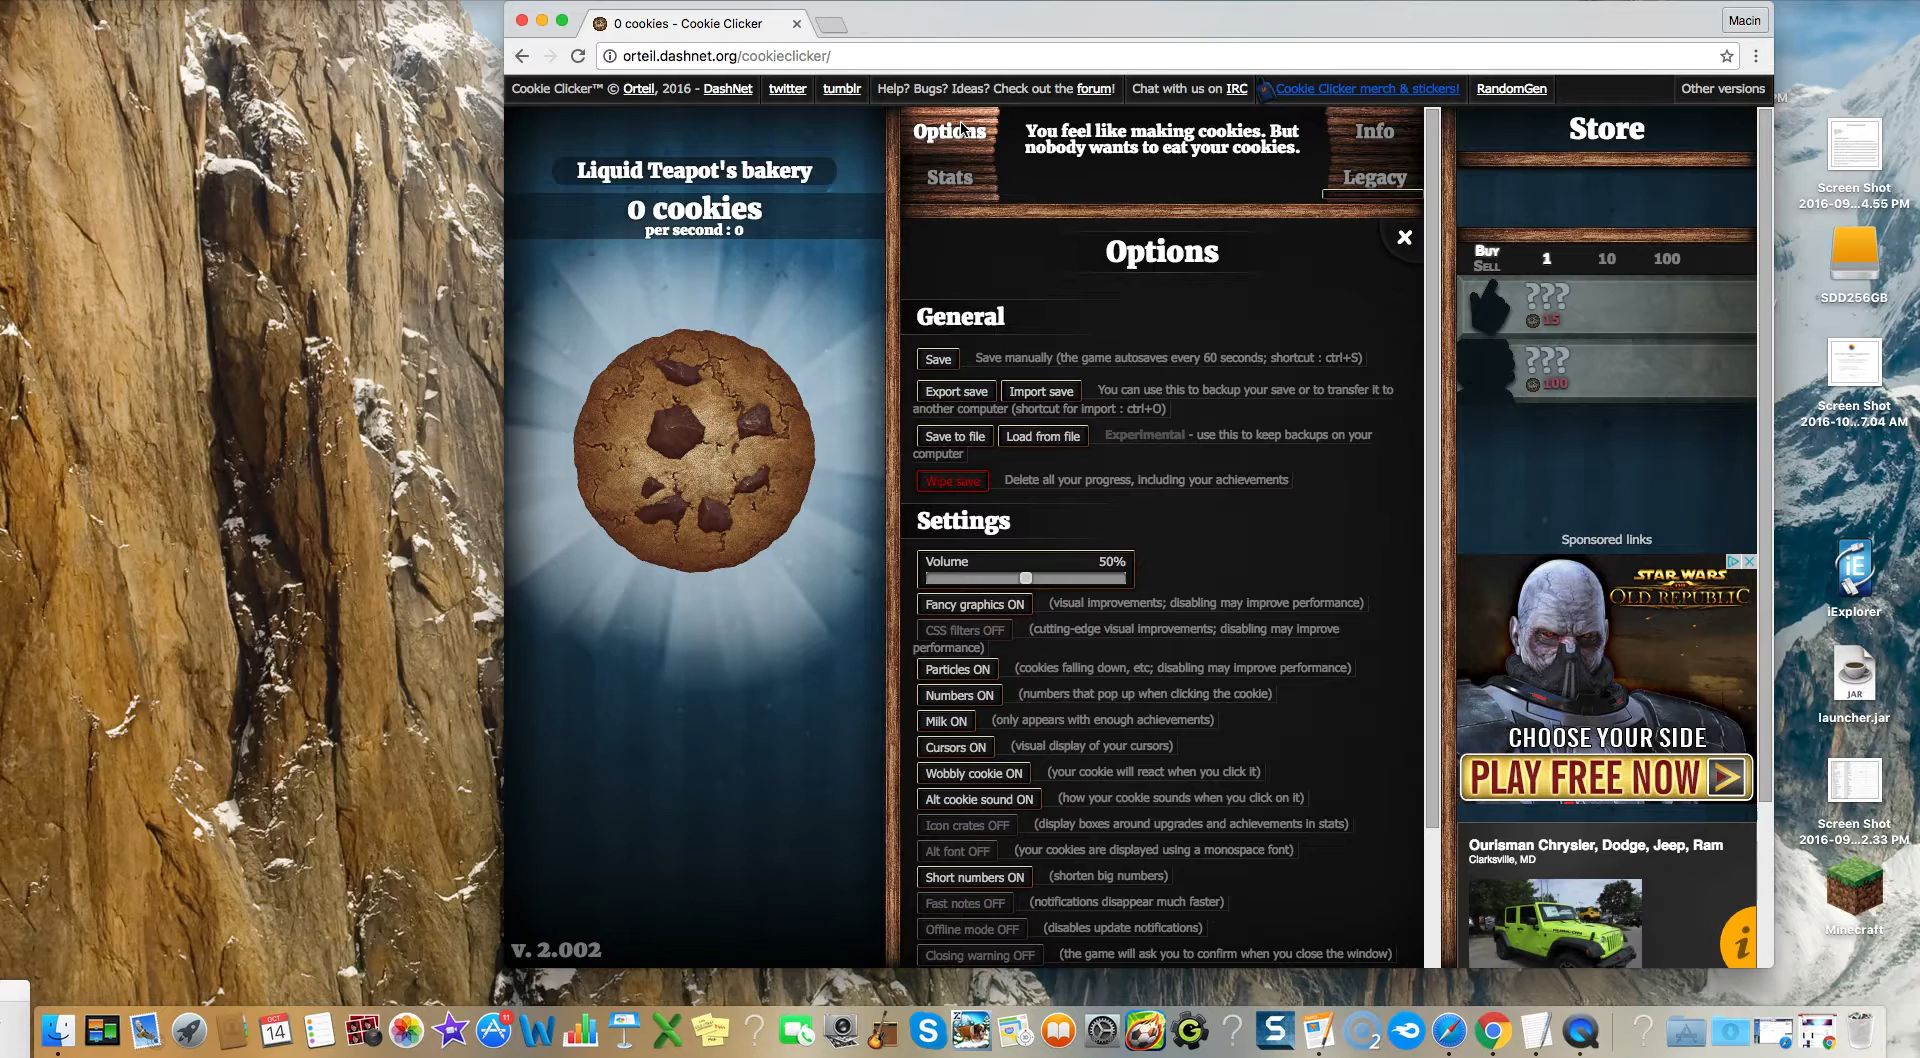 0 cookies - Cookie Clicker
Macin
orteil.dashnet.org/cookieclicker/
Cookie Clicker™ © Orteil, 2016 - DashNet
twitter
tumblr
Help? Bugs? Ideas? Check out the forum!
Chat with us on IRC
Cookie Clicker merch & stickers!
RandomGen
Other versions
Liquid Teapot's bakery
0 cookies
per second : 0
v. 2.002
Options
Stats
You feel like making cookies. But
nobody wants to eat your cookies.
Info
Legacy
Options
General
Save Save manually (the game autosaves every 60 seconds; shortcut : ctrl+S)
Export save Import save You can use this to backup your save or to transfer it to
another computer (shortcut for import : ctrl+O)
Save to file Load from file Experimental - use this to keep backups on your
computer
Wipe save Delete all your progress, including your achievements
Settings
Volume 50%
Fancy graphics ON (visual improvements; disabling may improve performance)
CSS filters OFF (cutting-edge visual improvements; disabling may improve
performance)
Particles ON (cookies falling down, etc; disabling may improve performance)
Numbers ON (numbers that pop up when clicking the cookie)
Milk ON (only appears with enough achievements)
Cursors ON (visual display of your cursors)
Wobbly cookie ON (your cookie will react when you click it)
Alt cookie sound ON (how your cookie sounds when you click on it)
Icon crates OFF (display boxes around upgrades and achievements in stats)
Alt font OFF (your cookies are displayed using a monospace font)
Short numbers ON (shorten big numbers)
Fast notes OFF (notifications disappear much faster)
Offline mode OFF (disables update notifications)
Closing warning OFF (the game will ask you to confirm when you close the window)
Store
Buy
Sell
1 10 100
???
15
???
100
Sponsored links
STAR WARS
THE OLD REPUBLIC
CHOOSE YOUR SIDE
PLAY FREE NOW
Ourisman Chrysler, Dodge, Jeep, Ram
Clarksville, MD
PM
Screen Shot
2016-09...4.55 PM
SDD256GB
Screen Shot
2016-10...7.04 AM
iExplorer
JAR
launcher.jar
Screen Shot
2016-09...2.33 PM
Minecraft
OCT
14
11